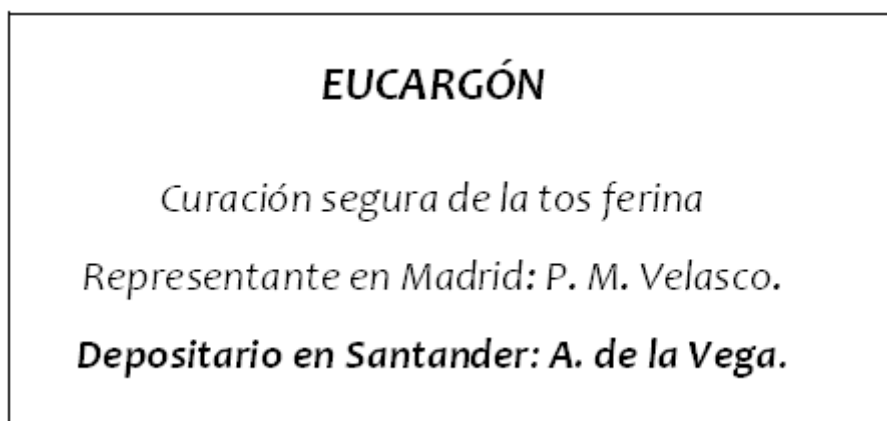 EUCARGÓN
Curación segura de la tos ferina
Representante en Madrid: P. M. Velasco.
Depositario en Santander: A. de la Vega.